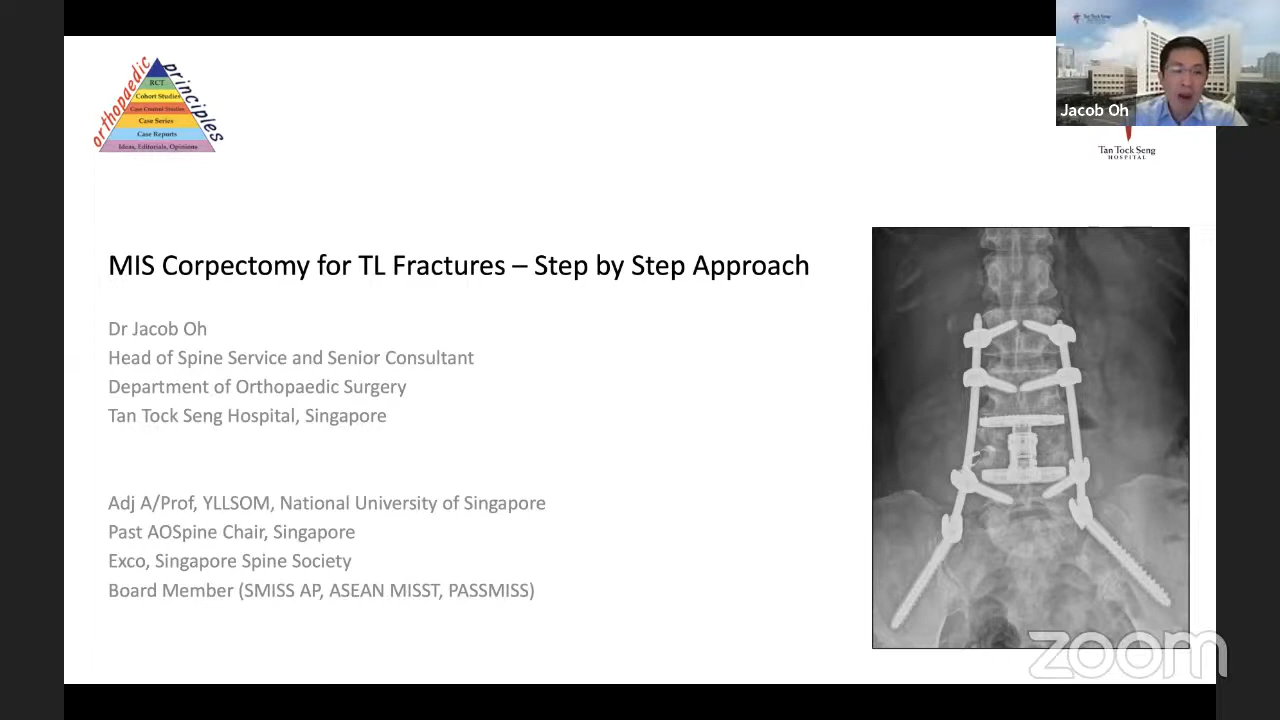 orthopaedic principles
RCT
Cohort Studies
Case Control Studies
Case Series
Case Reports
Ideas, Editorials, Opinions
Tan Tock Seng
Jacob Oh
Tan Tock Seng
HOSPITAL
MIS Corpectomy for TL Fractures – Step by Step Approach
Dr Jacob Oh
Head of Spine Service and Senior Consultant
Department of Orthopaedic Surgery
Tan Tock Seng Hospital, Singapore
Adj A/Prof, YLLSOM, National University of Singapore
Past AOSpine Chair, Singapore
Exco, Singapore Spine Society
Board Member (SMISS AP, ASEAN MISST, PASSMISS)
zoom